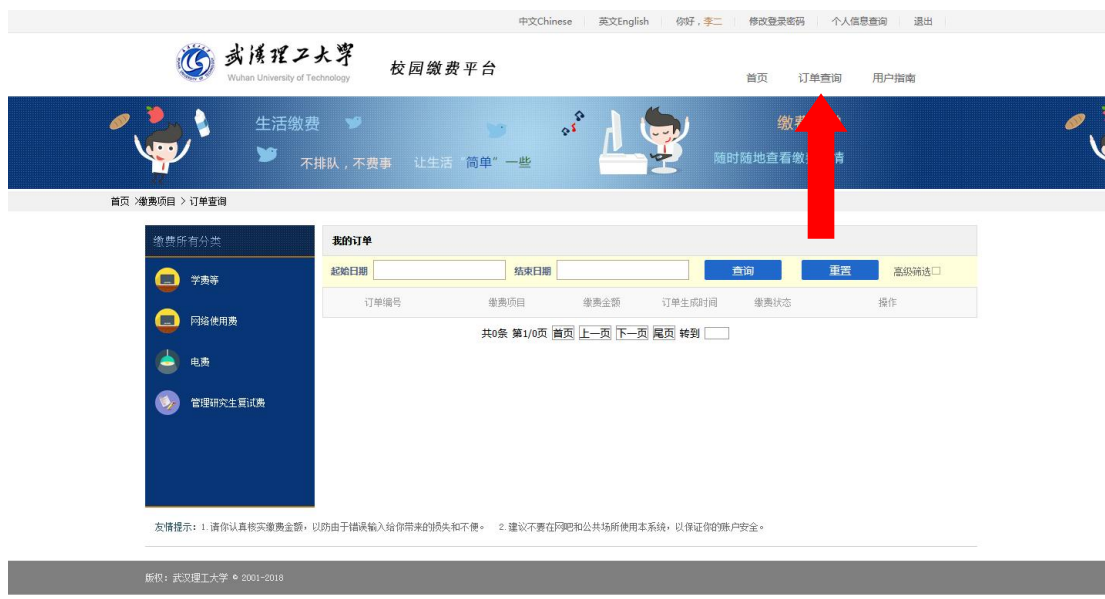 中文Chinese 英文English 你好，李二 修改登录密码 个人信息查询 退出
武汉理工大学
Wuhan University of Technology
校园缴费平台
首页 订单查询 用户指南
生活缴费
不排队，不费事 让生活“简单”一些
缴费
随时随地查看缴 情
首页 >缴费项目 > 订单查询
缴费所有分类
学费等
网络使用费
电费
管理研究生复试费
我的订单
起始日期 结束日期 查询 重置 高级筛选
订单编号 缴费项目 缴费金额 订单生成时间 缴费状态 操作
共0条 第1/0页 首页 上一页 下一页 尾页 转到
友情提示：1.请你认真核实缴费金额，以防由于错误输入给你带来的损失和不便。 2.建议不要在网吧和公共场所使用本系统，以保证你的账户安全。
版权：武汉理工大学 © 2001-2018